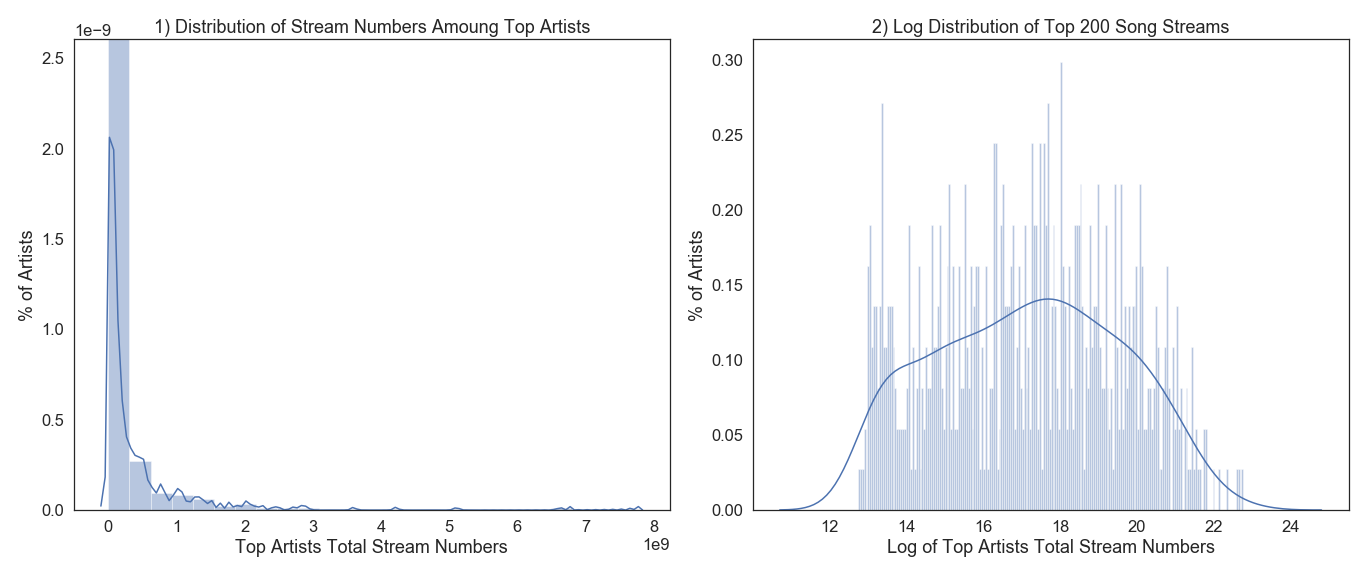 1) Distribution of Stream Numbers Amoung Top Artists
1e−9
2.5
2.0
1.5
1.0
0.5
0.0
% of Artists
0 1 2 3 4 5 6 7 8
1e9
Top Artists Total Stream Numbers
2) Log Distribution of Top 200 Song Streams
0.30
0.25
0.20
0.15
0.10
0.05
0.00
% of Artists
12 14 16 18 20 22 24
Log of Top Artists Total Stream Numbers